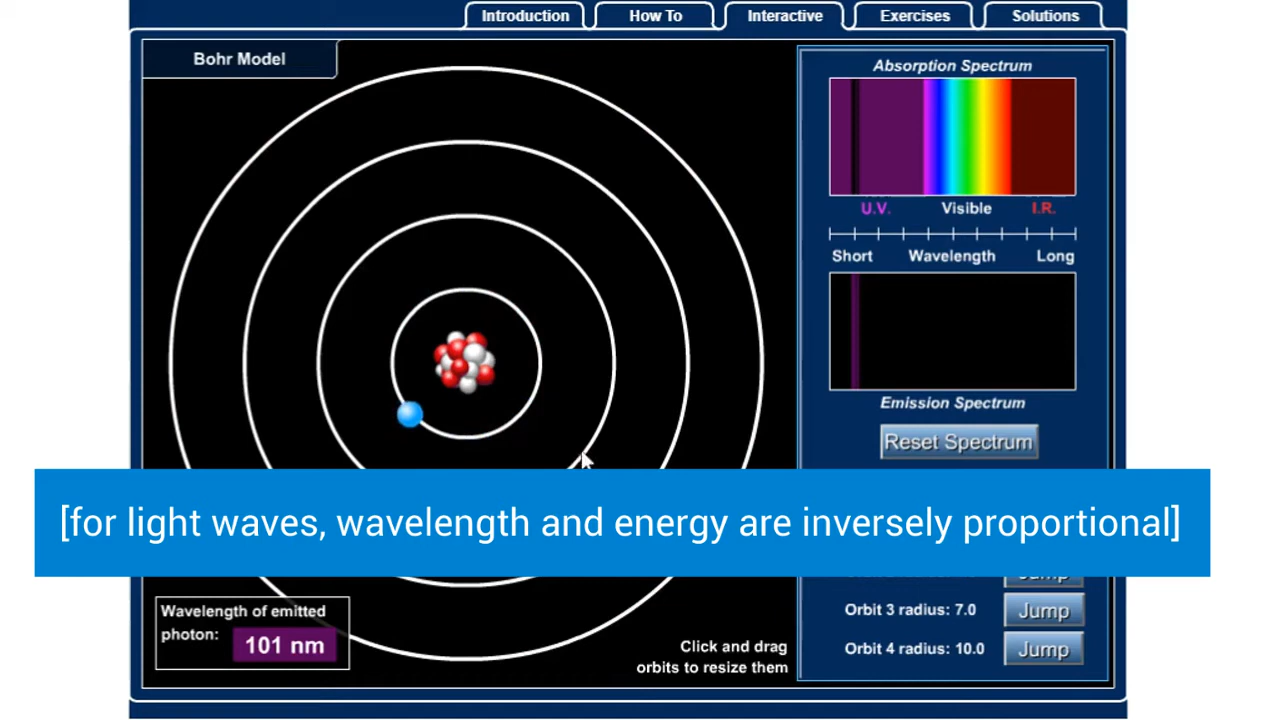 Introduction
How To
Interactive
Exercises
Solutions
Bohr Model
Absorption Spectrum
U.V.
Visible
I.R.
Short
Wavelength
Long
Emission Spectrum
Reset Spectrum
[for light waves, wavelength and energy are inversely proportional]
Jump
Orbit 3 radius: 7.0
Jump
Orbit 4 radius: 10.0
Jump
Wavelength of emitted
photon:
101 nm
Click and drag
orbits to resize them